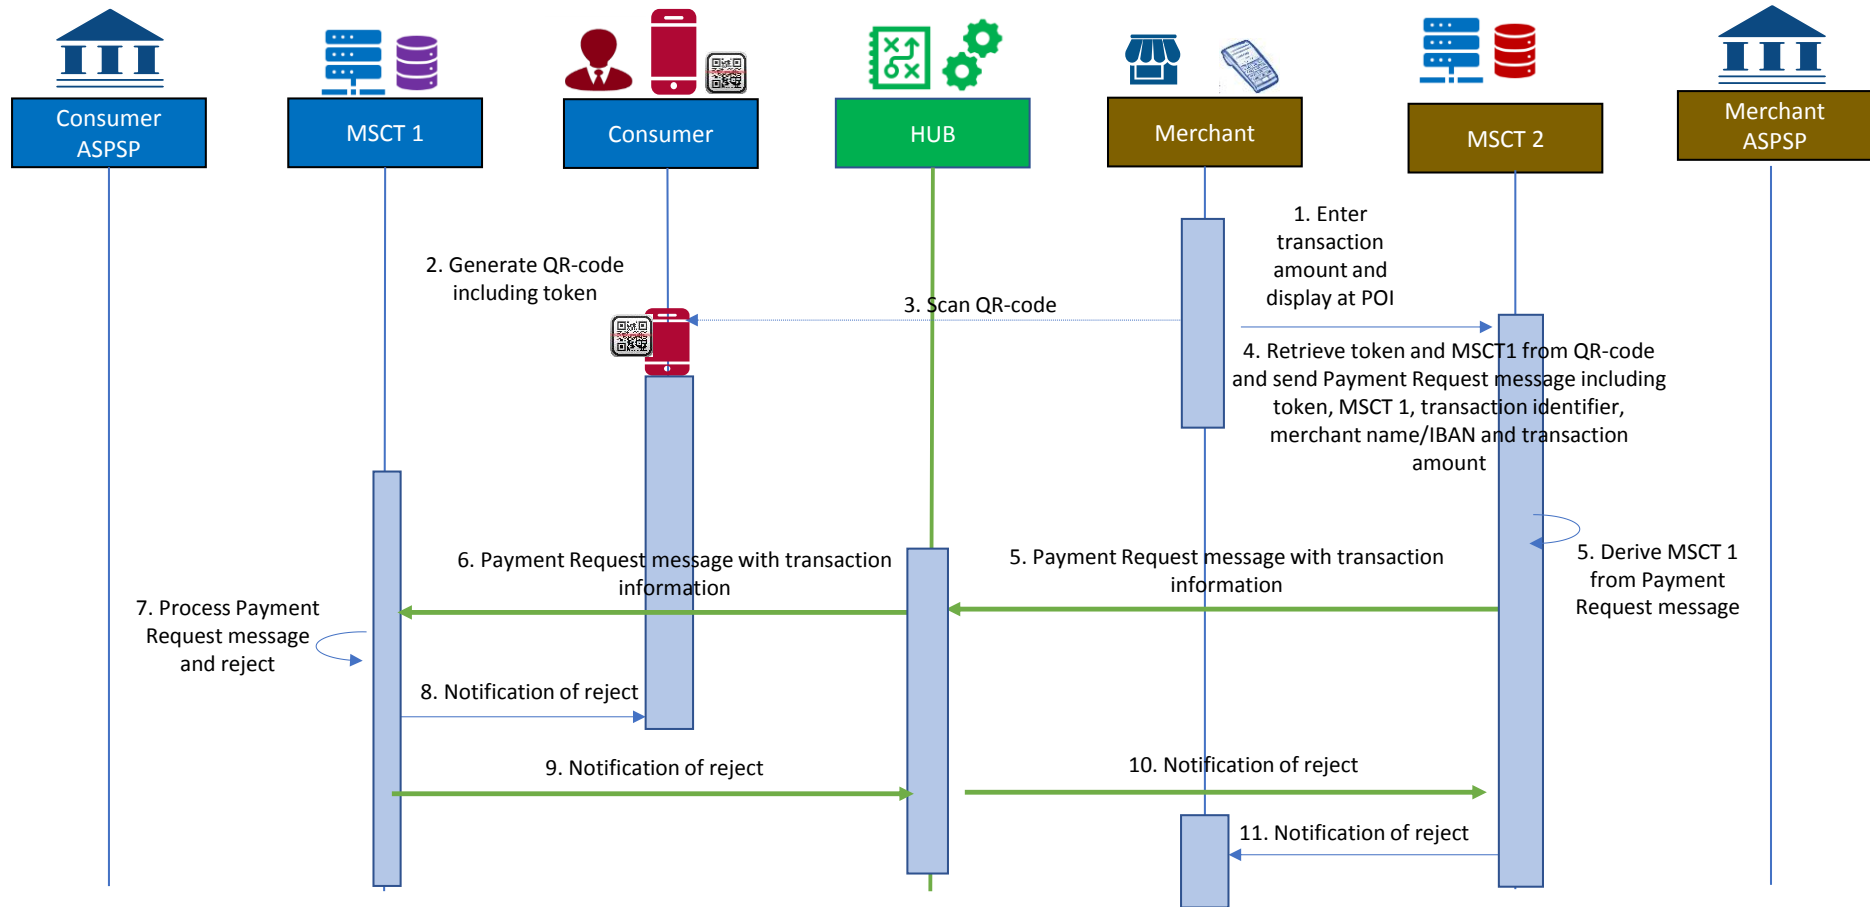 Consumer
ASPSP
MSCT 1
Consumer
HUB
Merchant
MSCT 2
Merchant
ASPSP
1. Enter
transaction
amount and
display at POI
2. Generate QR-code
including token
3. Scan QR-code
4. Retrieve token and MSCT1 from QR-code
and send Payment Request message including
token, MSCT 1, transaction identifier,
merchant name/IBAN and transaction
amount
5. Derive MSCT 1
from Payment
Request message
5. Payment Request message with transaction
information
6. Payment Request message with transaction
information
7. Process Payment
Request message
and reject
8. Notification of reject
9. Notification of reject
10. Notification of reject
11. Notification of reject